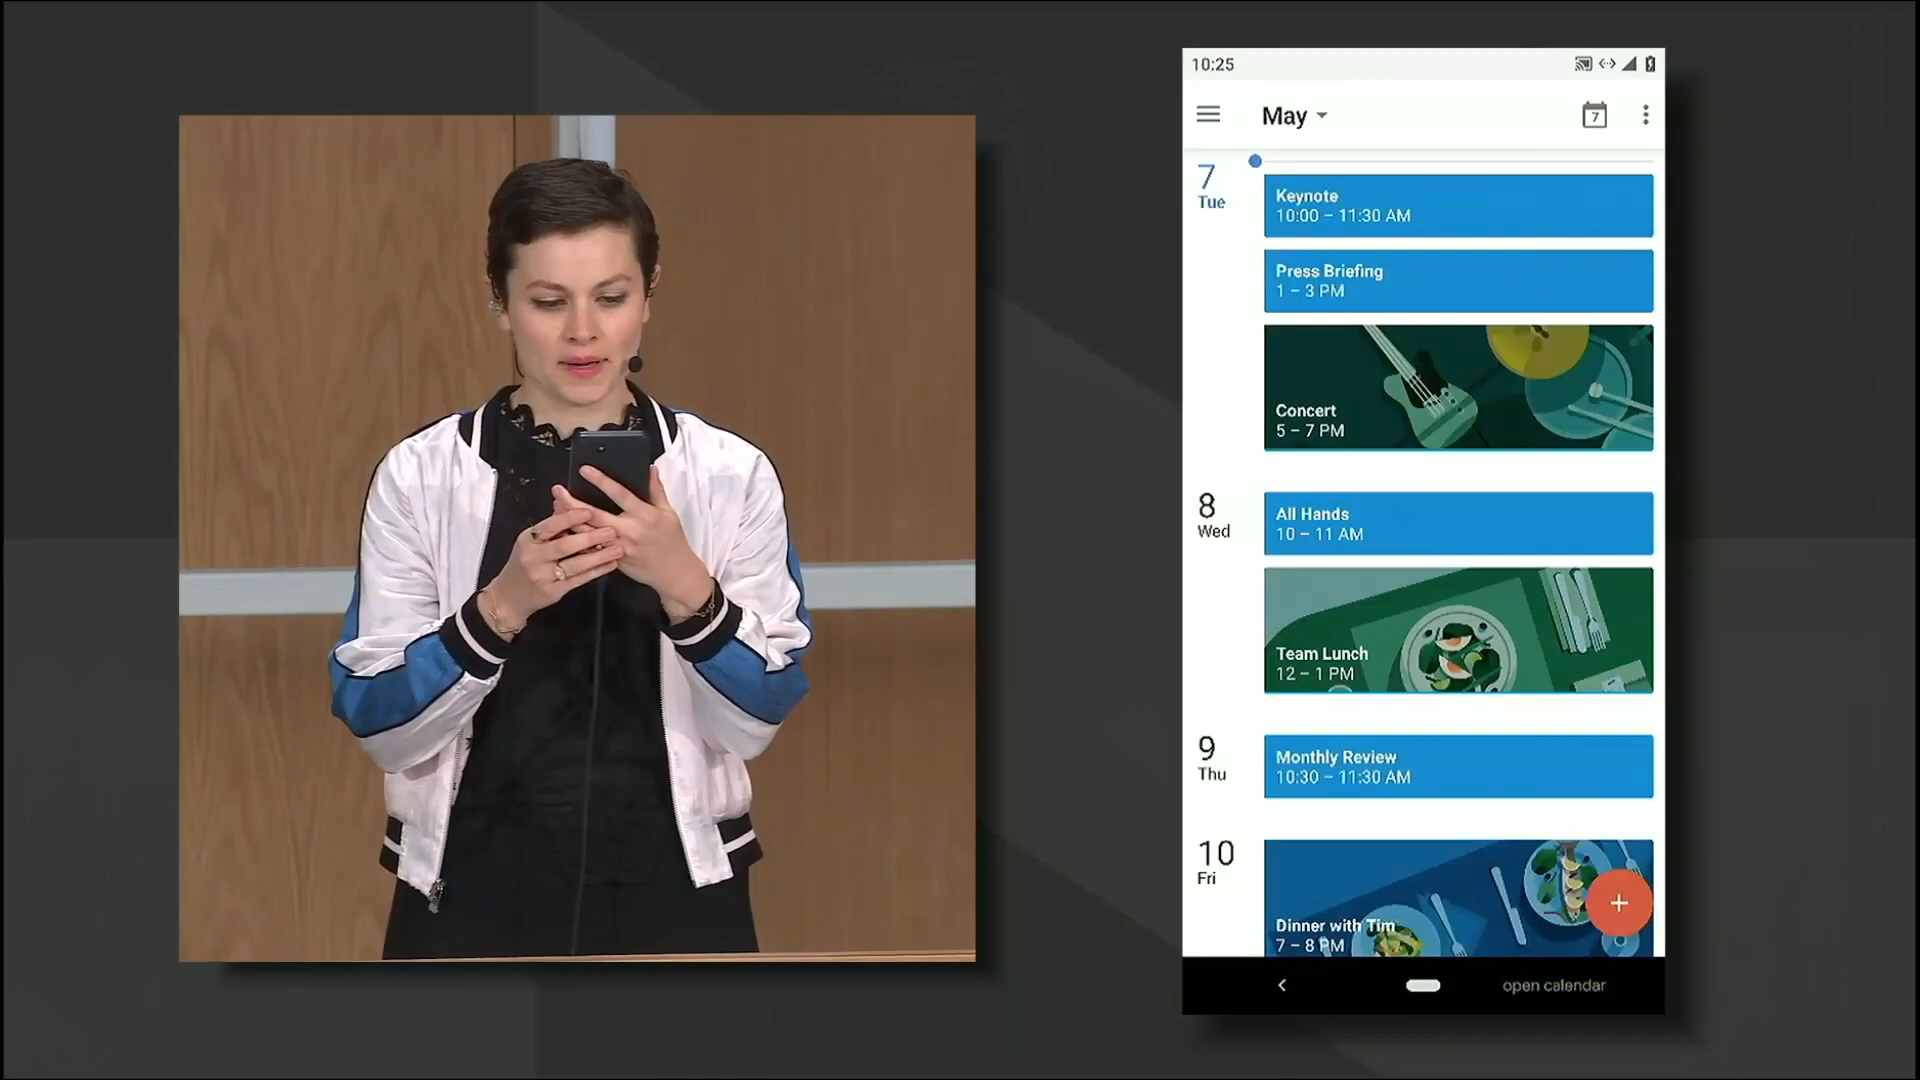 10:25
May
7
7
Tue
Keynote
10:00 – 11:30 AM
Press Briefing
1 – 3 PM
Concert
5 – 7 PM
8
Wed
All Hands
10 – 11 AM
Team Lunch
12 – 1 PM
9
Thu
Monthly Review
10:30 – 11:30 AM
10
Fri
Dinner with Tim
7 – 8 PM
open calendar